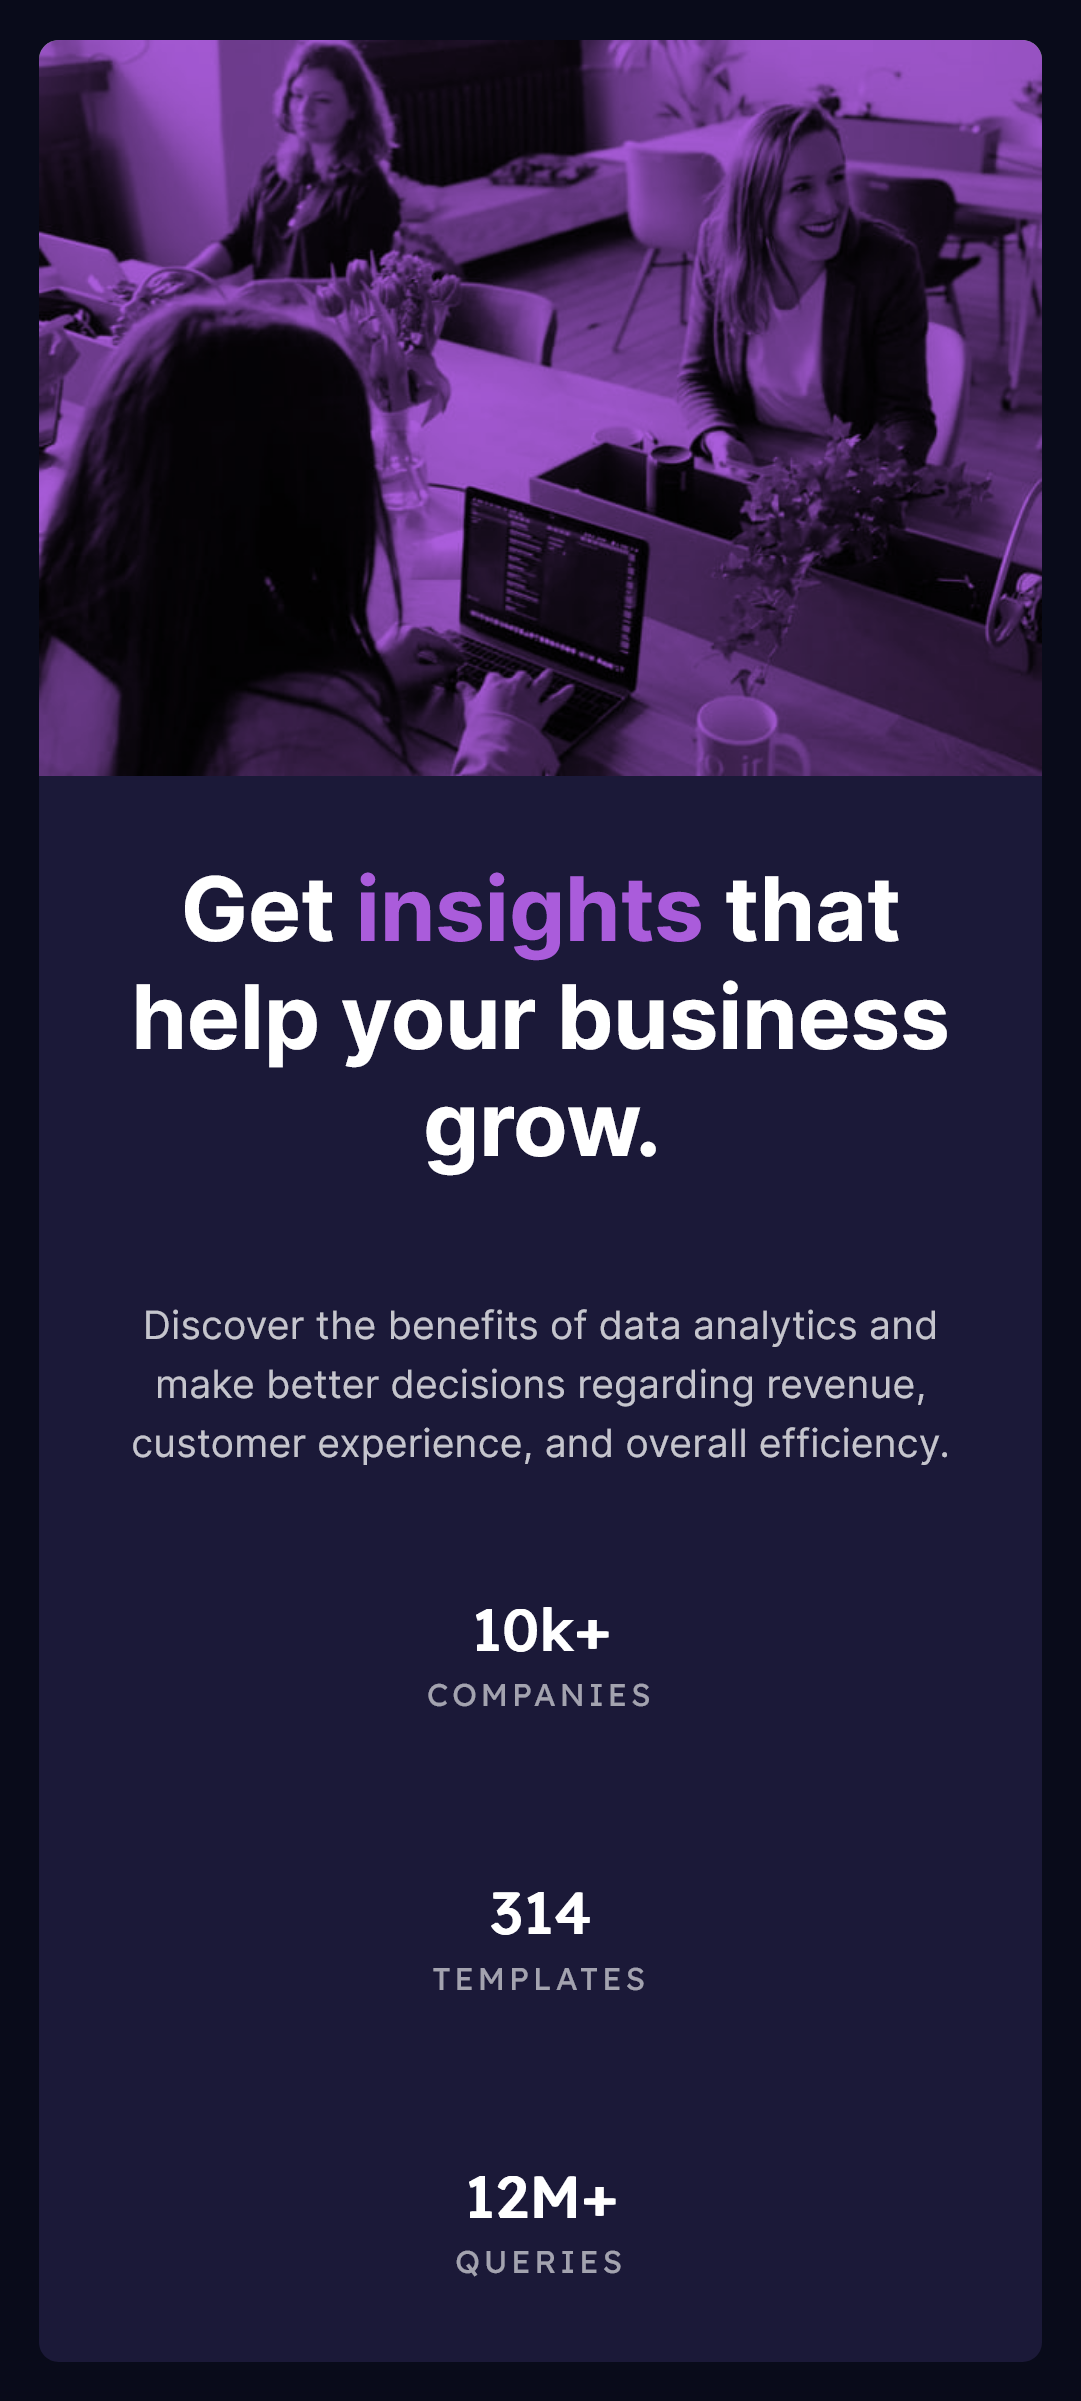 Get insights that
help your business
grow.
Discover the benefits of data analytics and
make better decisions regarding revenue,
customer experience, and overall efficiency.
10k+
COMPANIES
314
TEMPLATES
12M+
QUERIES